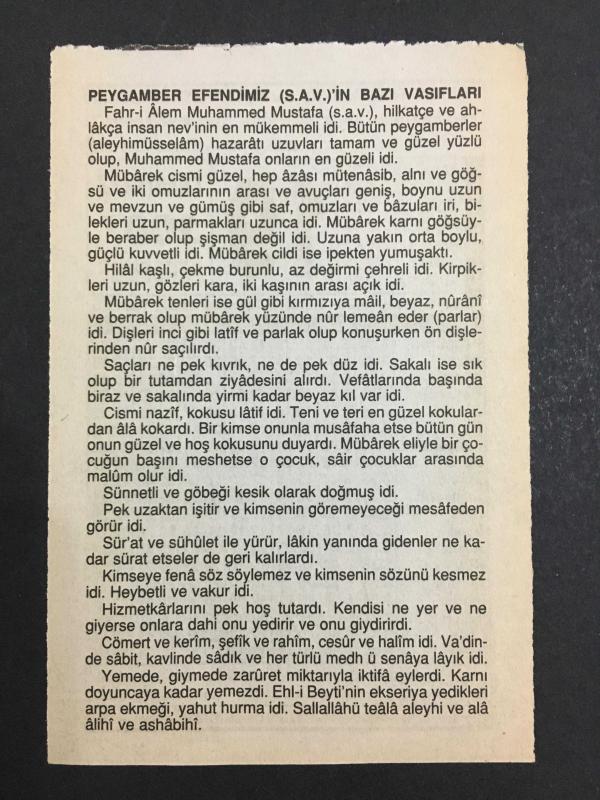 PEYGAMBER EFENDİMİZ (S.A.V.)'İN BAZI VASIFLARI
Fahr-i Âlem Muhammed Mustafa (s.a.v.), hilkatçe ve ah-
lâkça insan nev'inin en mükemmeli idi. Bütün peygamberler
(aleyhimüsselâm) hazarâtı uzuvları tamam ve güzel yüzlü
olup, Muhammed Mustafa onların en güzeli idi.
Mübârek cismi güzel, hep âzâsı mütenâsib, alnı ve göğ-
sü ve iki omuzlarının arası ve avuçları geniş, boynu uzun
ve mevzun ve gümüş gibi saf, omuzları ve bâzuları iri, bi-
lekleri uzun, parmakları uzunca idi. Mübârek karnı göğsüy-
le beraber olup şişman değil idi. Uzuna yakın orta boylu,
güçlü kuvvetli idi. Mübârek cildi ise ipekten yumuşaktı.
Hilâl kaşlı, çekme burunlu, az değirmi çehreli idi. Kirpik-
leri uzun, gözleri kara, iki kaşının arası açık idi.
Mübârek tenleri ise gül gibi kırmızıya mâil, beyaz, nûrânî
ve berrak olup mübârek yüzünde nûr lemeân eder (parlar)
idi. Dişleri inci gibi latîf ve parlak olup konuşurken ön dişle-
rinden nûr saçılırdı.
Saçları ne pek kıvrık, ne de pek düz idi. Sakalı ise sık
olup bir tutamdan ziyâdesini alırdı. Vefâtlarında başında
biraz ve sakalında yirmi kadar beyaz kıl var idi.
Cismi nazîf, kokusu lâtif idi. Teni ve teri en güzel kokular-
dan âlâ kokardı. Bir kimse onunla musâfaha etse bütün gün
onun güzel ve hoş kokusunu duyardı. Mübârek eliyle bir ço-
cuğun başını meshetse o çocuk, sâir çocuklar arasında
malûm olur idi.
Sünnetli ve göbeği kesik olarak doğmuş idi.
Pek uzaktan işitir ve kimsenin göremeyeceği mesâfeden
görür idi.
Sür'at ve sühûlet ile yürür, lâkin yanında gidenler ne ka-
dar sürat etseler de geri kalırlardı.
Kimseye fenâ söz söylemez ve kimsenin sözünü kesmez
idi. Heybetli ve vakur idi.
Hizmetkârlarını pek hoş tutardı. Kendisi ne yer ve ne
giyerse onlara dahi onu yedirir ve onu giydirirdi.
Cömert ve kerîm, şefîk ve rahîm, cesûr ve halîm idi. Va'din-
de sâbit, kavlinde sâdık ve her türlü medh ü senâya lâyık idi.
Yemede, giymede zarûret miktarıyla iktifâ eylerdi. Karnı
doyuncaya kadar yemezdi. Ehl-i Beyti'nin ekseriya yedikleri
arpa ekmeği, yahut hurma idi. Sallallâhü teâlâ aleyhi ve alâ
âlihî ve ashâbihî.